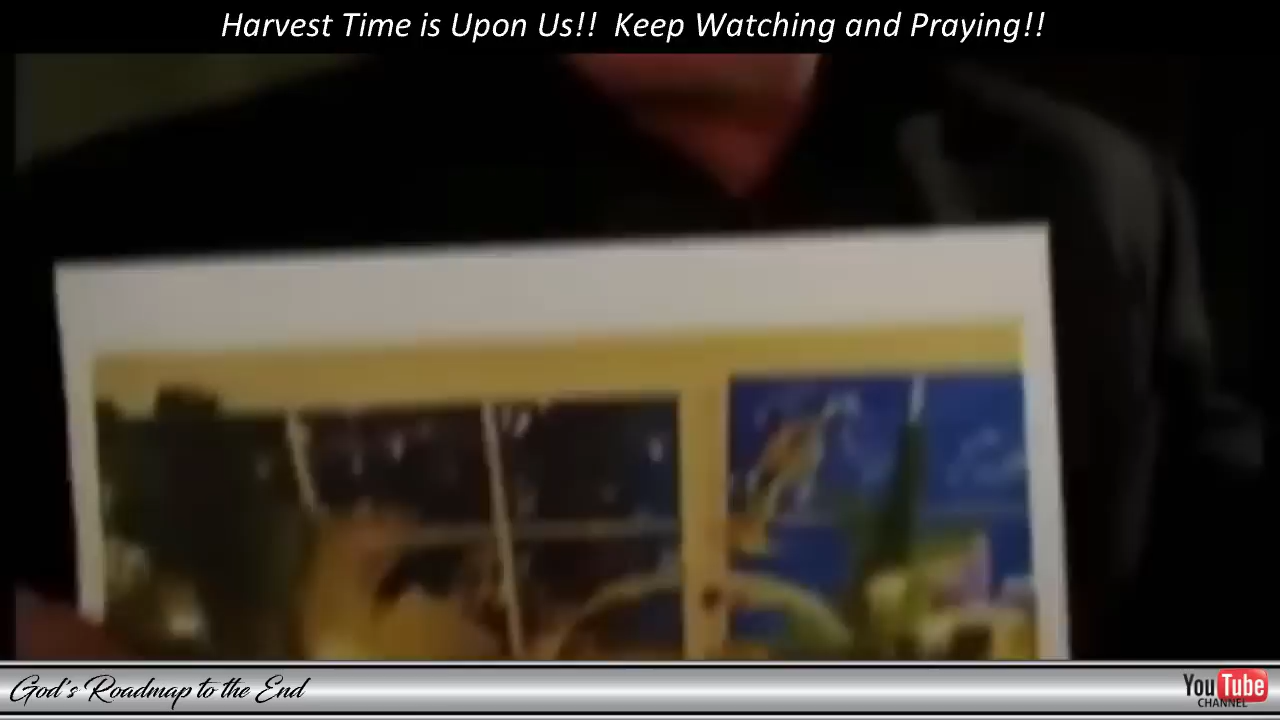 Harvest Time is Upon Us!! Keep Watching and Praying!!
God's Roadmap to the End
YouTube
CHANNEL